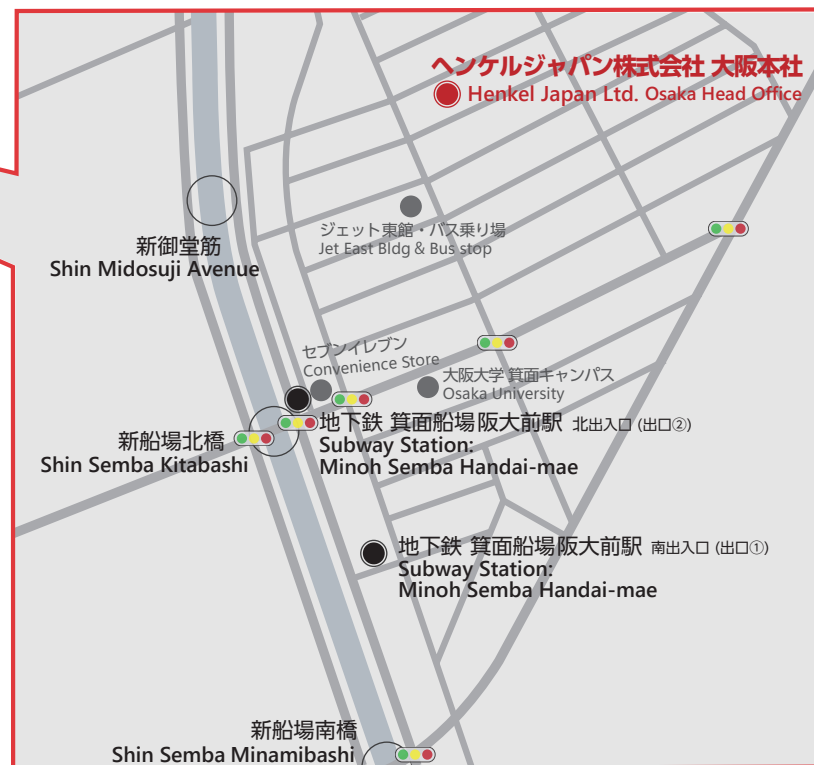 ヘンケルジャパン株式会社 大阪本社
Henkel Japan Ltd. Osaka Head Office
ジェット東館・バス乗り場
Jet East Bldg & Bus stop
新御堂筋
Shin Midosuji Avenue
セブンイレブン
Convenience Store
大阪大学 箕面キャンパス
Osaka University
地下鉄 箕面船場阪大前駅 北出入口 (出口②)
Subway Station:
Minoh Semba Handai-mae
新船場北橋
Shin Semba Kitabashi
地下鉄 箕面船場阪大前駅 南出入口 (出口①)
Subway Station:
Minoh Semba Handai-mae
新船場南橋
Shin Semba Minamibashi